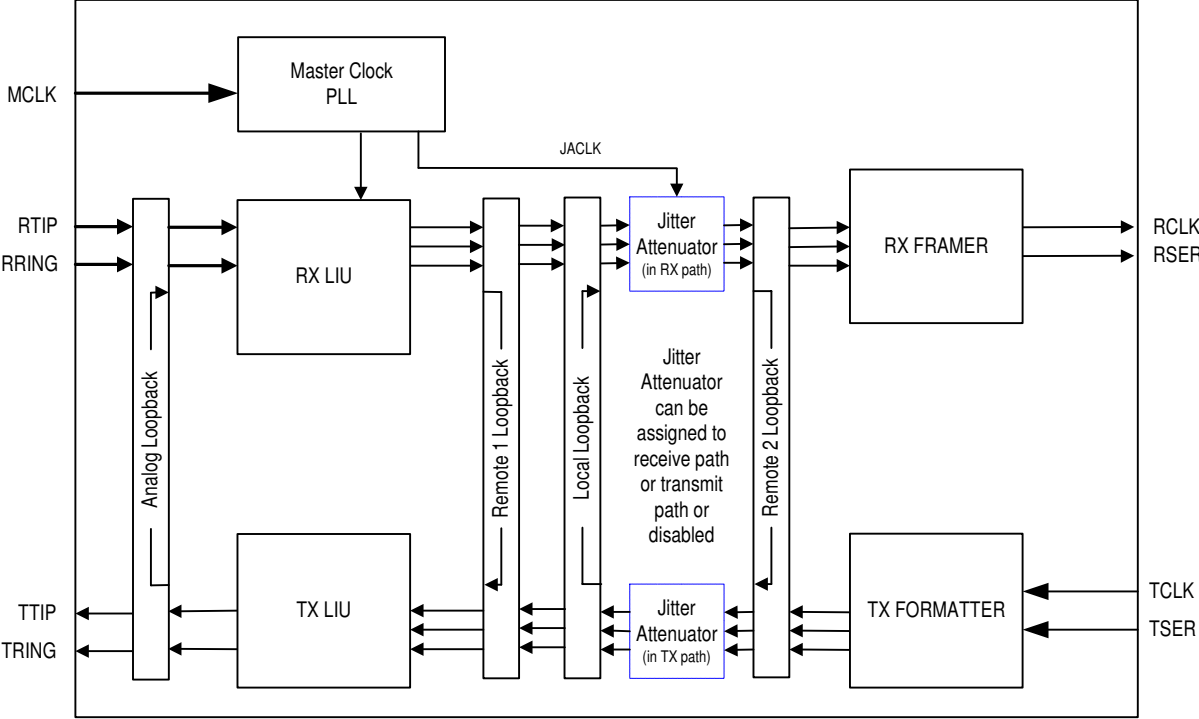 Master Clock
PLL
MCLK
JACLK
RTIP
RRING
RX LIU
Jitter
Attenuator
(in RX path)
RX FRAMER
RCLK
RSER
Analog Loopback
Remote 1 Loopback
Local Loopback
Jitter
Attenuator
can be
assigned to
receive path
or transmit
path or
disabled
Remote 2 Loopback
TTIP
TRING
TX LIU
Jitter
Attenuator
(in TX path)
TX FORMATTER
TCLK
TSER